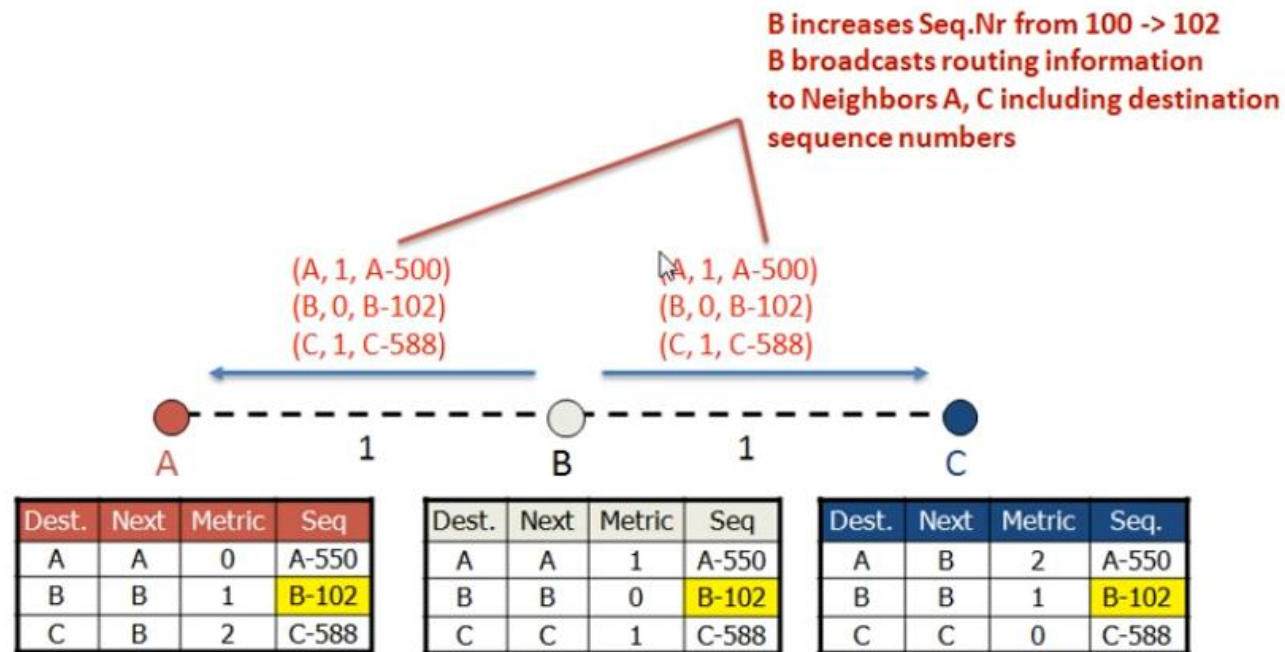 B increases Seq.Nr from 100 -> 102
B broadcasts routing information
to Neighbors A, C including destination
sequence numbers
(A, 1, A-500)
(B, 0, B-102)
(C, 1, C-588)
(A, 1, A-500)
(B, 0, B-102)
(C, 1, C-588)
A 1 B 1 C
Dest. Next Metric Seq
A A 0 A-550
B B 1 B-102
C B 2 C-588
Dest. Next Metric Seq
A A 1 A-550
B B 0 B-102
C C 1 C-588
Dest. Next Metric Seq.
A B 2 A-550
B B 1 B-102
C C 0 C-588